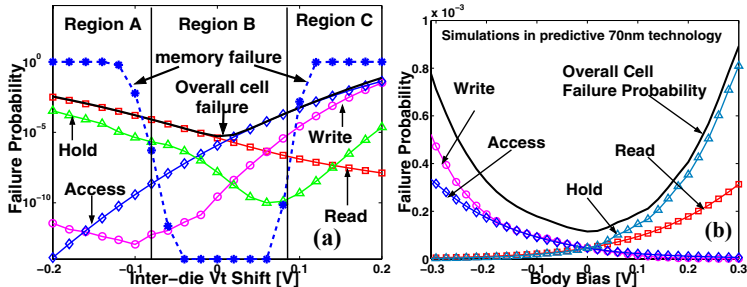 Region A
Region B
Region C
10^0
10^-5
10^-10
Failure Probability
memory failure
Overall cell
failure
Hold
Write
Access
Read
(a)
-0.2
-0.1
0
0.1
0.2
Inter-die Vt Shift [V]
x 10^-3
1
0.8
0.6
0.4
0.2
0
Failure Probability
Simulations in predictive 70nm technology
Overall Cell
Failure Probability
Write
Access
Read
Hold
(b)
-0.3
-0.2
-0.1
0
0.1
0.2
0.3
Body Bias [V]